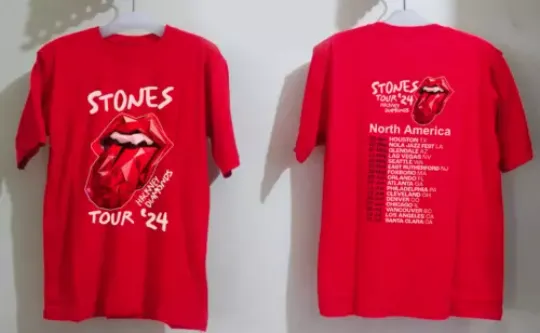 STONES
HACKNEY
DIAMONDS
TOUR '24
STONES
TOUR '24
HACKNEY
DIAMONDS
North America
HOUSTON TX
NOLA JAZZ FEST LA
GLENDALE AZ
LAS VEGAS NV
SEATTLE WA
EAST RUTHERFORD NJ
FOXBORO MA
ORLANDO FL
ATLANTA GA
PHILADELPHIA PA
CLEVELAND OH
DENVER CO
CHICAGO IL
VANCOUVER BC
LOS ANGELES CA
SANTA CLARA CA